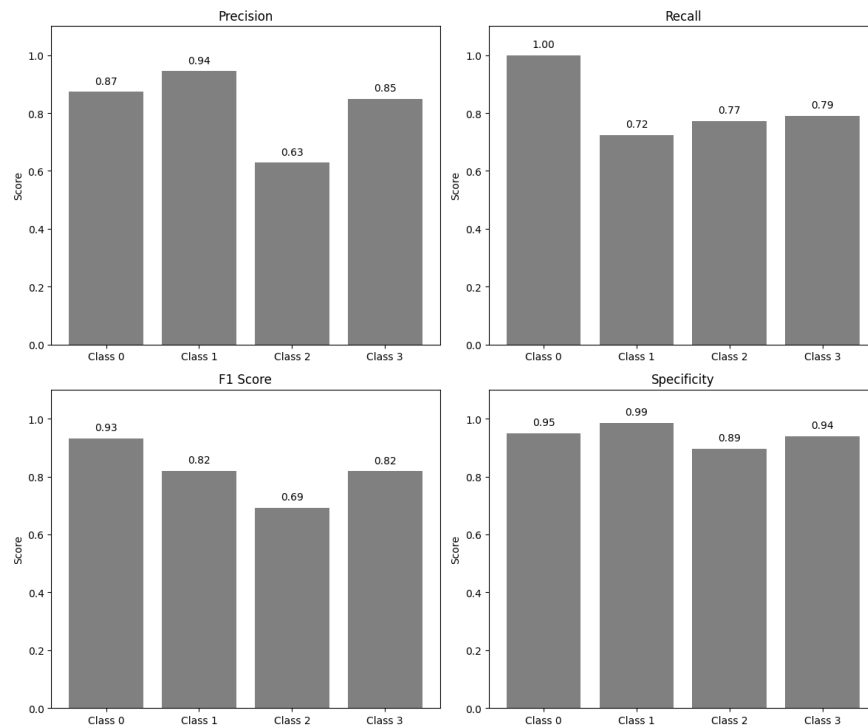 Precision
Score
1.0
0.8
0.6
0.4
0.2
0.0
0.87
0.94
0.63
0.85
Class 0
Class 1
Class 2
Class 3
Recall
Score
1.0
0.8
0.6
0.4
0.2
0.0
1.00
0.72
0.77
0.79
Class 0
Class 1
Class 2
Class 3
F1 Score
Score
1.0
0.8
0.6
0.4
0.2
0.0
0.93
0.82
0.69
0.82
Class 0
Class 1
Class 2
Class 3
Specificity
Score
1.0
0.8
0.6
0.4
0.2
0.0
0.95
0.99
0.89
0.94
Class 0
Class 1
Class 2
Class 3